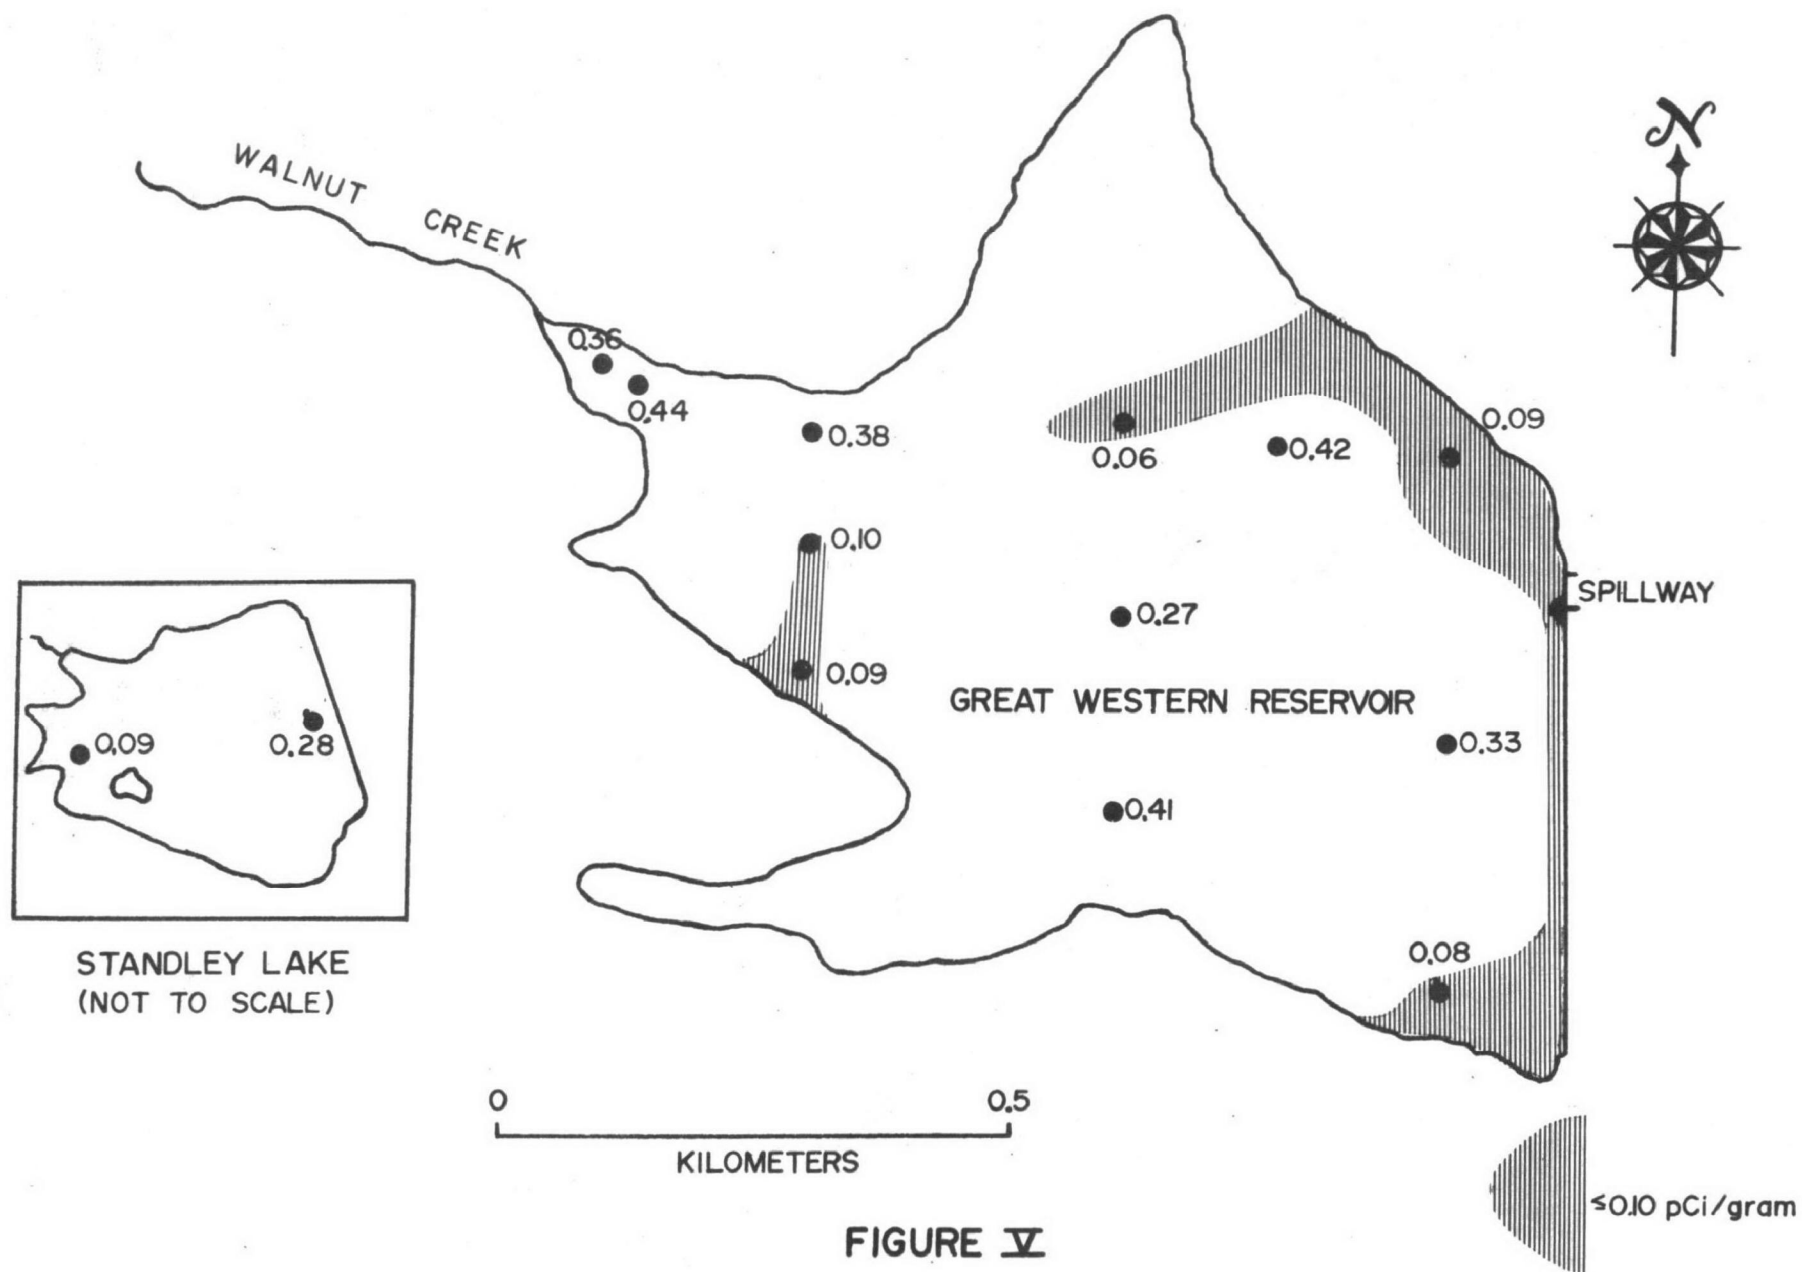 N
WALNUT CREEK
0.36
0.44
0.38
0.06
0.42
0.09
0.10
0.27
SPILLWAY
0.09
GREAT WESTERN RESERVOIR
0.33
0.41
0.08
0.09
0.28
STANDLEY LAKE
(NOT TO SCALE)
0 0.5
KILOMETERS
≤0.10 pCi/gram
FIGURE V